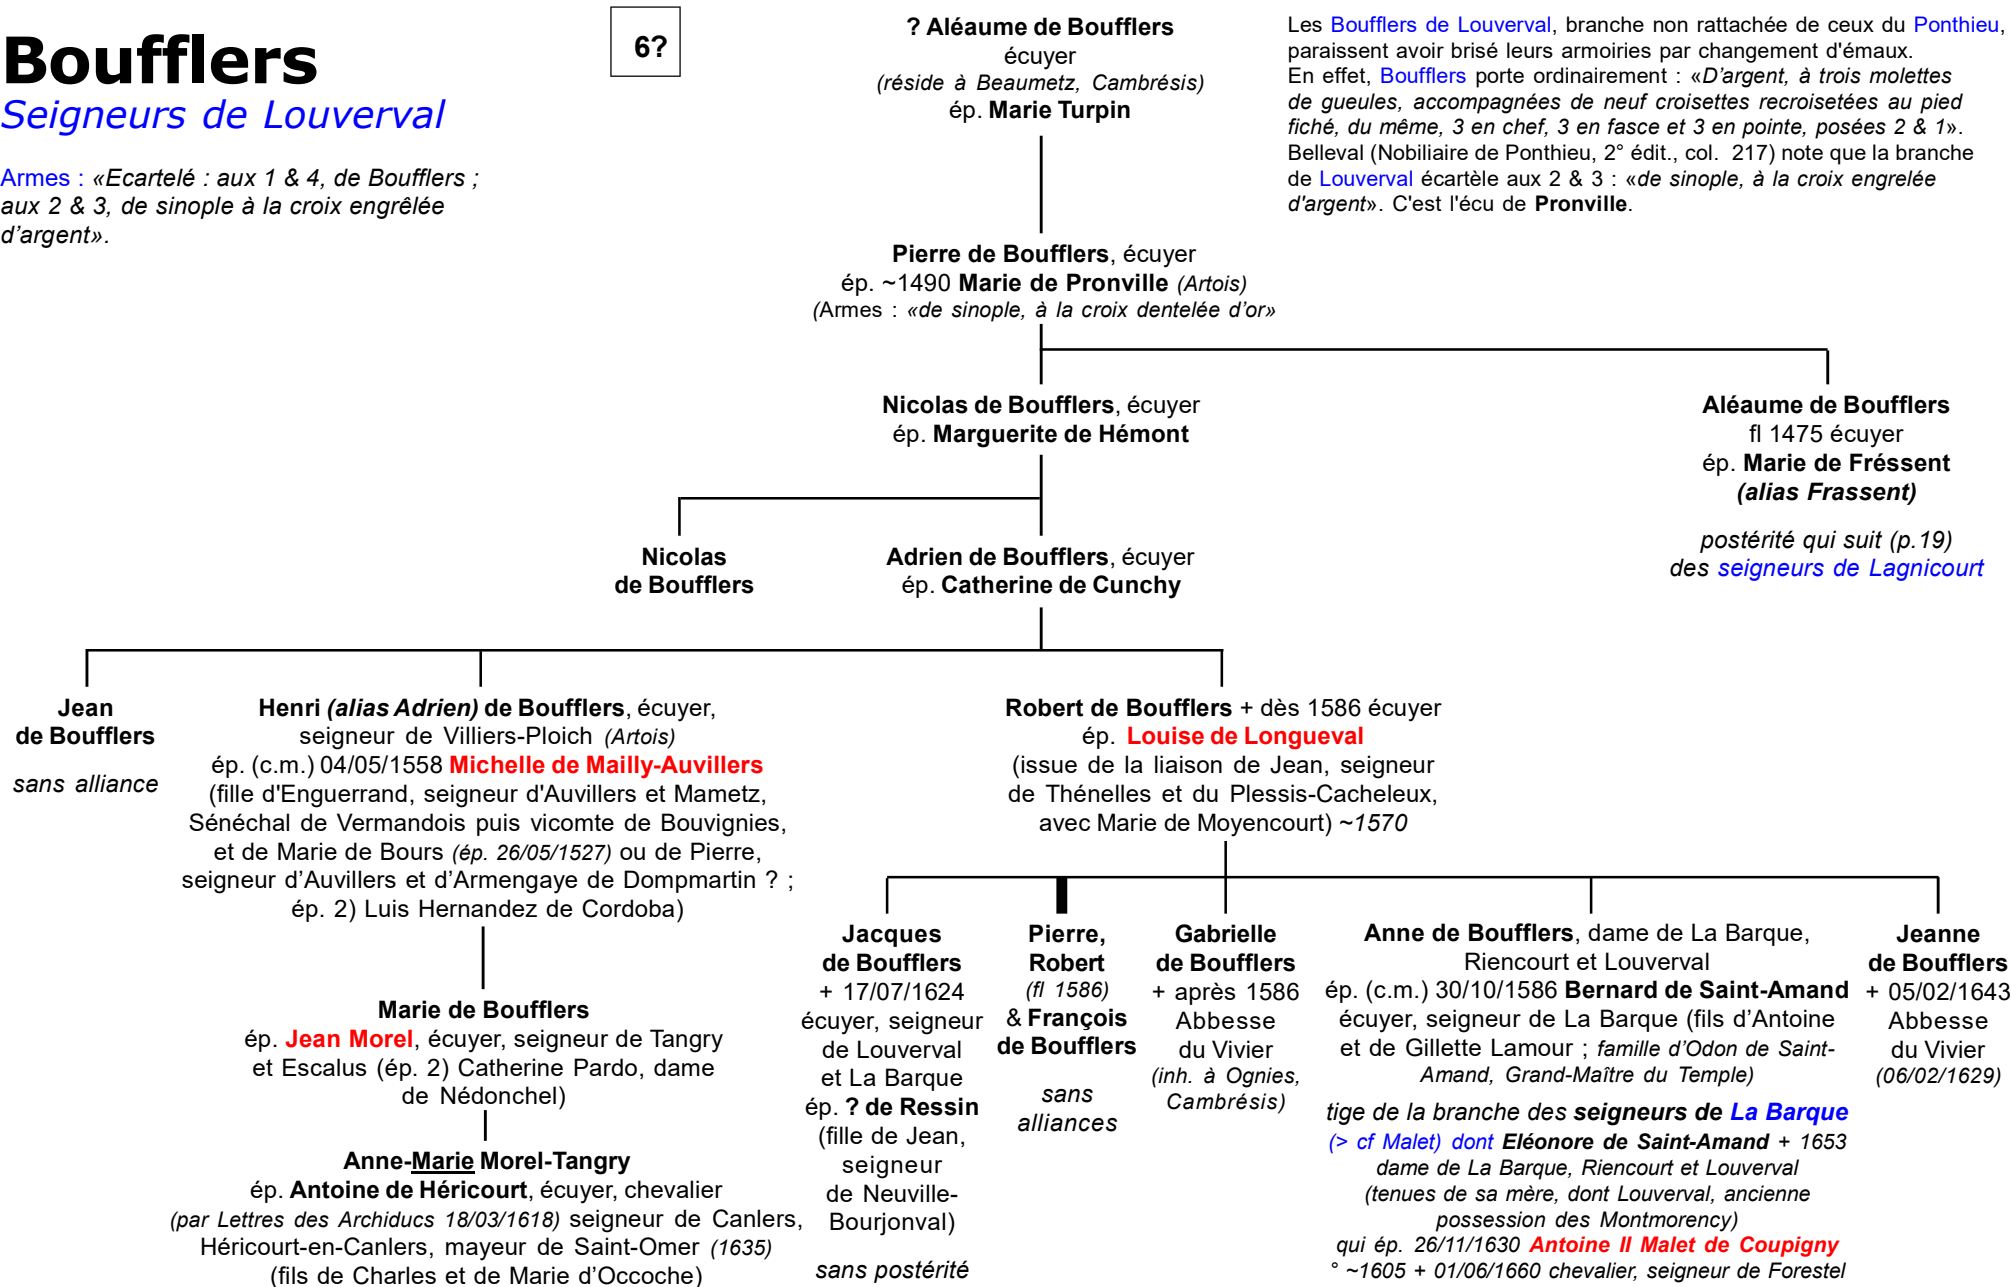 Boufflers
Seigneurs de Louverval
Armes : «Ecartelé : aux 1 & 4, de Boufflers ;
aux 2 & 3, de sinople à la croix engrêlée
d’argent».
6?
? Aléaume de Boufflers
écuyer
(réside à Beaumetz, Cambrésis)
ép. Marie Turpin
Les Boufflers de Louverval, branche non rattachée de ceux du Ponthieu,
paraissent avoir brisé leurs armoiries par changement d'émaux.
En effet, Boufflers porte ordinairement : «D'argent, à trois molettes
de gueules, accompagnées de neuf croisettes recroisetées au pied
fiché, du même, 3 en chef, 3 en fasce et 3 en pointe, posées 2 & 1».
Belleval (Nobiliaire de Ponthieu, 2° édit., col. 217) note que la branche
de Louverval écartèle aux 2 & 3 : «de sinople, à la croix engrelée
d'argent». C'est l'écu de Pronville.
Pierre de Boufflers, écuyer
ép. ~1490 Marie de Pronville (Artois)
(Armes : «de sinople, à la croix dentelée d’or»
Nicolas de Boufflers, écuyer
ép. Marguerite de Hémont
Aléaume de Boufflers
fl 1475 écuyer
ép. Marie de Fréssent
(alias Frassent)
postérité qui suit (p.19)
des seigneurs de Lagnicourt
Nicolas
de Boufflers
Adrien de Boufflers, écuyer
ép. Catherine de Cunchy
Jean
de Boufflers
sans alliance
Henri (alias Adrien) de Boufflers, écuyer,
seigneur de Villiers-Ploich (Artois)
ép. (c.m.) 04/05/1558 Michelle de Mailly-Auvillers
(fille d'Enguerrand, seigneur d'Auvillers et Mametz,
Sénéchal de Vermandois puis vicomte de Bouvignies,
et de Marie de Bours (ép. 26/05/1527) ou de Pierre,
seigneur d’Auvillers et d’Armengaye de Dompmartin ? ;
ép. 2) Luis Hernandez de Cordoba)
Robert de Boufflers + dès 1586 écuyer
ép. Louise de Longueval
(issue de la liaison de Jean, seigneur
de Thénelles et du Plessis-Cacheleux,
avec Marie de Moyencourt) ~1570
Marie de Boufflers
ép. Jean Morel, écuyer, seigneur de Tangry
et Escalus (ép. 2) Catherine Pardo, dame
de Nédonchel)
Anne-Marie Morel-Tangry
ép. Antoine de Héricourt, écuyer, chevalier
(par Lettres des Archiducs 18/03/1618) seigneur de Canlers,
Héricourt-en-Canlers, mayeur de Saint-Omer (1635)
(fils de Charles et de Marie d’Occoche)
Jacques
de Boufflers
+ 17/07/1624
écuyer, seigneur
de Louverval
et La Barque
ép. ? de Ressin
(fille de Jean,
seigneur
de Neuville-
Bourjonval)
sans postérité
Pierre,
Robert
(fl 1586)
& François
de Boufflers
sans
alliances
Gabrielle
de Boufflers
+ après 1586
Abbesse
du Vivier
(inh. à Ognies,
Cambrésis)
Anne de Boufflers, dame de La Barque,
Riencourt et Louverval
ép. (c.m.) 30/10/1586 Bernard de Saint-Amand
écuyer, seigneur de La Barque (fils d’Antoine
et de Gillette Lamour ; famille d’Odon de Saint-
Amand, Grand-Maître du Temple)
tige de la branche des seigneurs de La Barque
(> cf Malet) dont Eléonore de Saint-Amand + 1653
dame de La Barque, Riencourt et Louverval
(tenues de sa mère, dont Louverval, ancienne
possession des Montmorency)
qui ép. 26/11/1630 Antoine II Malet de Coupigny
° ~1605 + 01/06/1660 chevalier, seigneur de Forestel
Jeanne
de Boufflers
+ 05/02/1643
Abbesse
du Vivier
(06/02/1629)